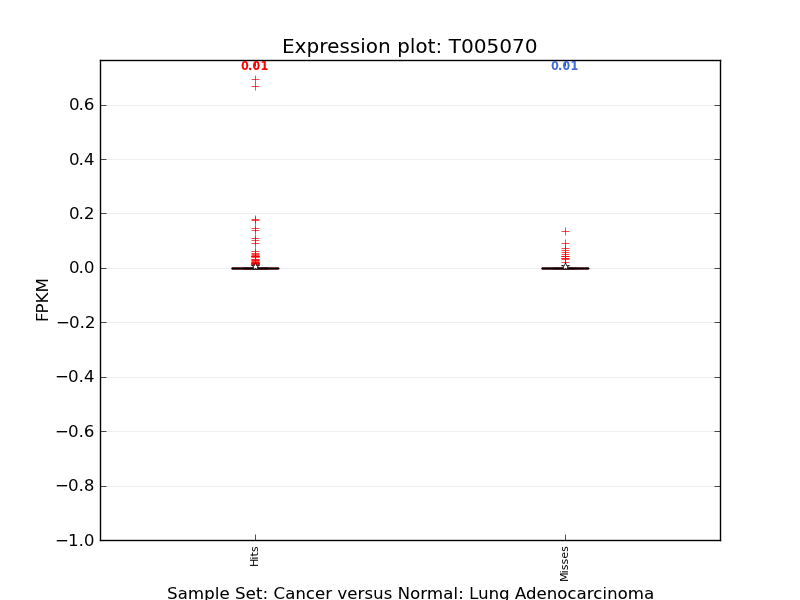 Expression plot: T005070
0.01 0.01
0.6
0.4
0.2
0.0
−0.2
−0.4
−0.6
−0.8
−1.0
FPKM
Hits Misses
Sample Set: Cancer versus Normal: Lung Adenocarcinoma